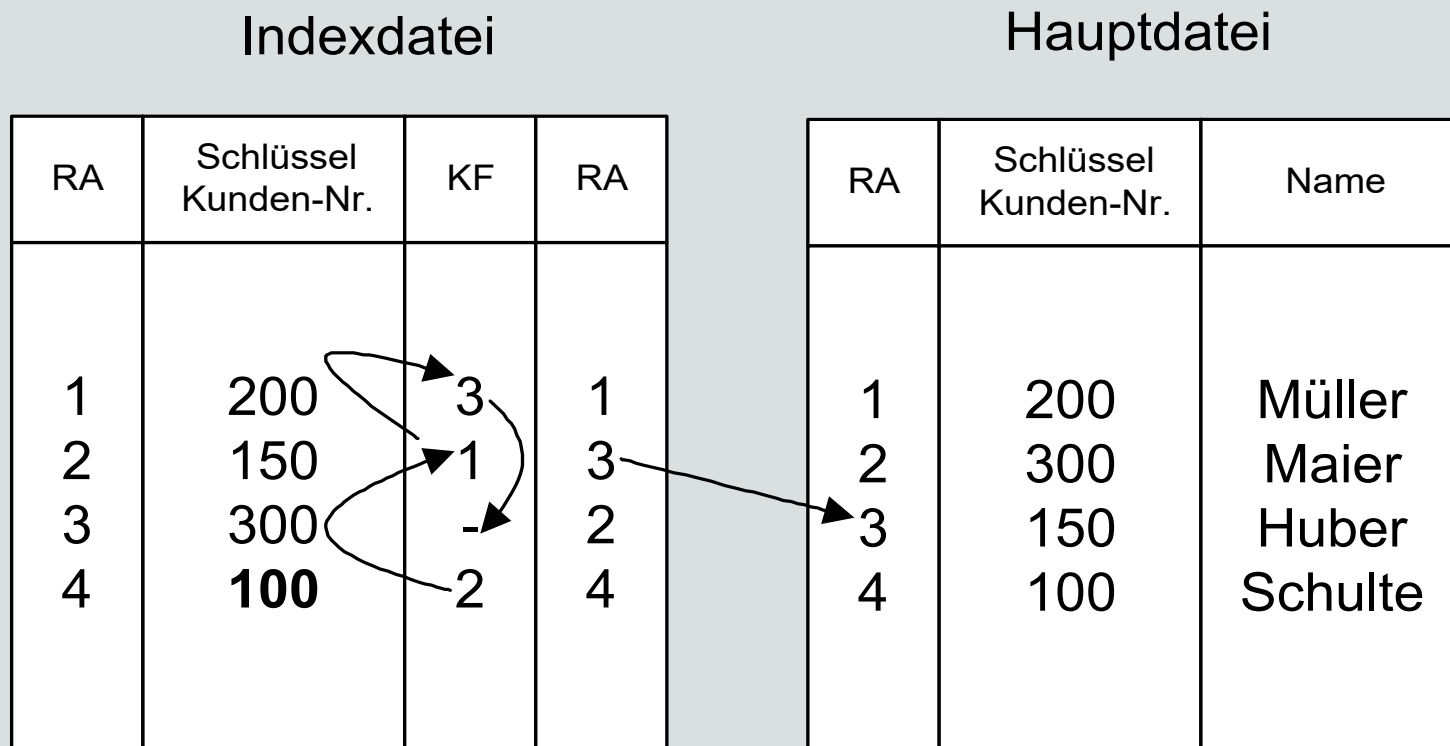 Indexdatei
RA Schlüssel Kunden-Nr. KF RA
1 200 3 1
2 150 1 3
3 300 - 2
4 100 2 4
Hauptdatei
RA Schlüssel Kunden-Nr. Name
1 200 Müller
2 300 Maier
3 150 Huber
4 100 Schulte